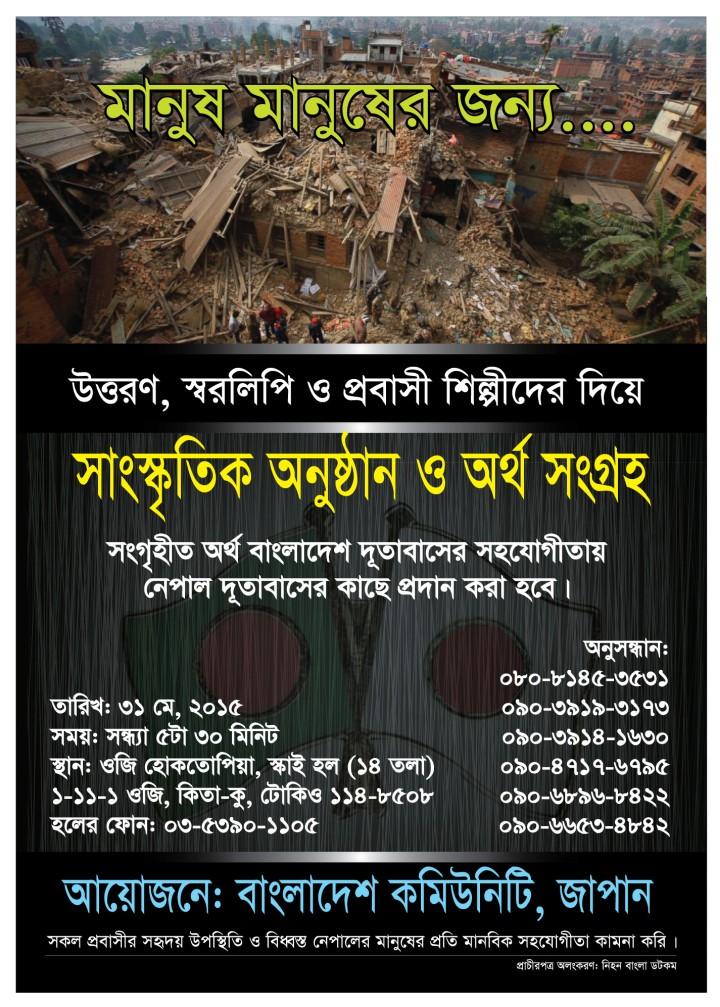 মানুষ মানুষের জন্য....
উত্তরণ, স্বরলিপি ও প্রবাসী শিল্পীদের দিয়ে
সাংস্কৃতিক অনুষ্ঠান ও অর্থ সংগ্রহ
সংগৃহীত অর্থ বাংলাদেশ দূতাবাসের সহযোগীতায়
নেপাল দূতাবাসের কাছে প্রদান করা হবে।
তারিখ: ৩১ মে, ২০১৫
সময়: সন্ধ্যা ৫টা ৩০ মিনিট
স্থান: ওজি হোকতোপিয়া, স্কাই হল (১৪ তলা)
১-১১-১ ওজি, কিতা-কু, টোকিও ১১৪-৮৫০৮
হলের ফোন: ০৩-৫৩৯০-১১০৫
অনুসন্ধান:
০৮০-৮১৪৫-৩৫৩১
০৯০-৩৯১৯-৩১৭৩
০৯০-৩৯১৪-১৬৩০
০৯০-৪৭১৭-৬৭৯৫
০৯০-৬৮৯৬-৮৪২২
০৯০-৬৬৫৩-৪৮৪২
আয়োজনে: বাংলাদেশ কমিউনিটি, জাপান
সকল প্রবাসীর সহৃদয় উপস্থিতি ও বিধ্বস্ত নেপালের মানুষের প্রতি মানবিক সহযোগীতা কামনা করি।
প্রাচীরপত্র অলংকরণ: নিহন বাংলা ডটকম